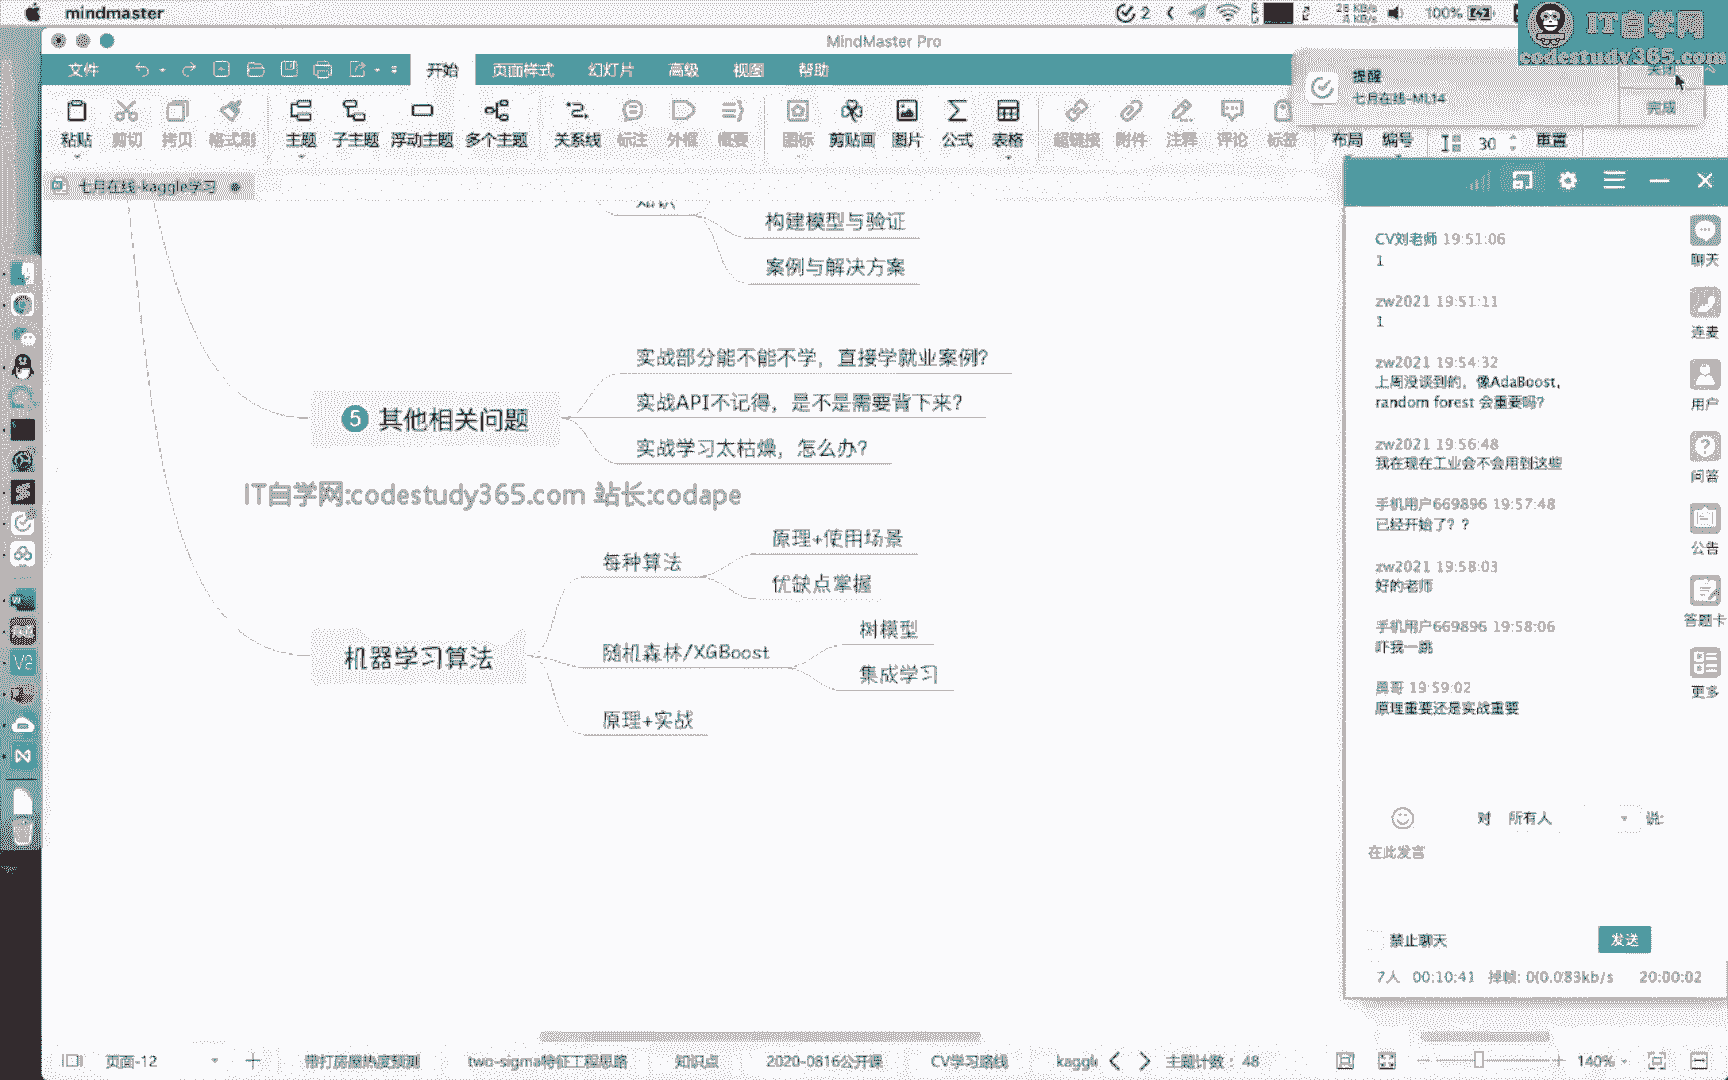 mindmaster
2
28 KB/s
4 KB/s
100%
MindMaster Pro
IT自学网
codestudy365.com
文件
开始
页面样式
幻灯片
高级
视图
帮助
提醒
七月在线-ML14
关闭
完成
粘贴
剪切
拷贝
格式刷
主题
子主题
浮动主题
多个主题
关系线
标注
外框
概要
图标
剪贴画
图片
公式
表格
超链接
附件
注释
评论
标签
布局
编号
30
重置
七月在线-kaggle学习
知识
构建模型与验证
案例与解决方案
5 其他相关问题
实战部分能不能不学，直接学就业案例？
实战API不记得，是不是需要背下来？
实战学习太枯燥，怎么办？
IT自学网:codestudy365.com 站长:codape
机器学习算法
每种算法
原理+使用场景
优缺点掌握
随机森林/XGBoost
树模型
集成学习
原理+实战
CV刘老师 19:51:06
1
zw2021 19:51:11
1
zw2021 19:54:32
上周没谈到的，像AdaBoost，
random forest 会重要吗？
zw2021 19:56:48
我在现在工业会不会用到这些
手机用户669896 19:57:48
已经开始了？？
zw2021 19:58:03
好的老师
手机用户669896 19:58:06
吓我一跳
勇哥 19:59:02
原理重要还是实战重要
聊天
连麦
用户
问答
公告
答题卡
更多
对 所有人 说:
在此发言
禁止聊天
发送
7人 00:10:41 掉帧: 0(0.083kb/s 20:00:02
页面-12
带打房屋热度预测
two-sigma特征工程思路
知识点
2020-0816公开课
CV学习路线
kaggle
主题计数：48
140%